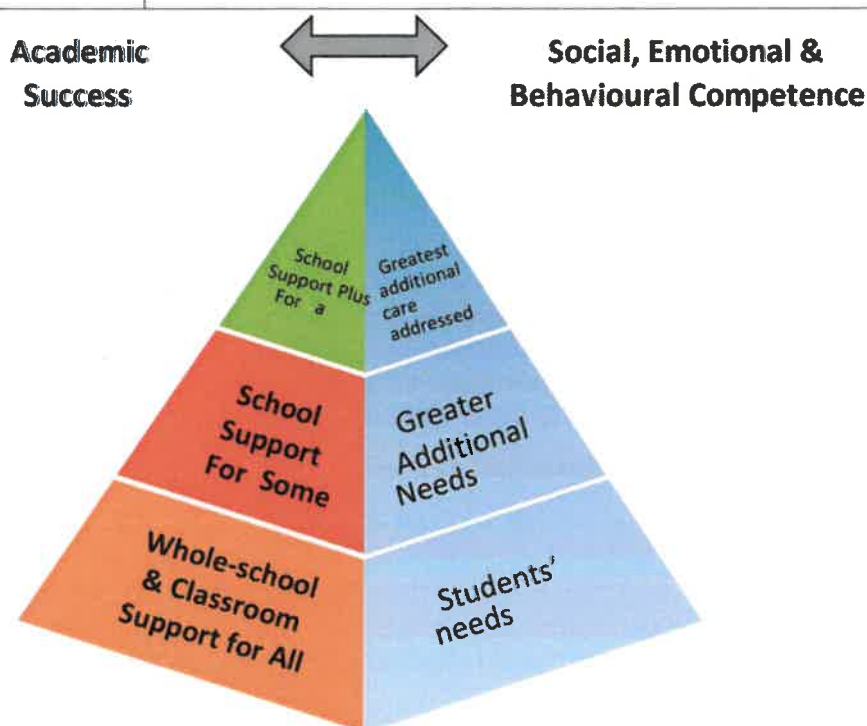 Academic
Success
Social, Emotional &
Behavioural Competence
School
Support Plus
For a
Greatest
additional
care
addressed
School
Support
For Some
Greater
Additional
Needs
Whole-school
& Classroom
Support for All
Students'
needs